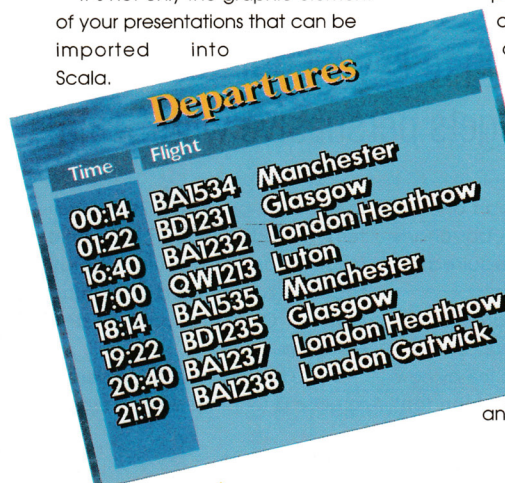 of your presentations that can be
imported into
Scala.
Departures
Time Flight
00:14 BA1534 Manchester
01:22 BD1231 Glasgow
16:40 BA1232 London Heathrow
17:00 QW1213 Luton
18:14 BA1535 Manchester
19:22 BD1235 Glasgow
20:40 BA1237 London Heathrow
21:19 BA1238 London Gatwick
an